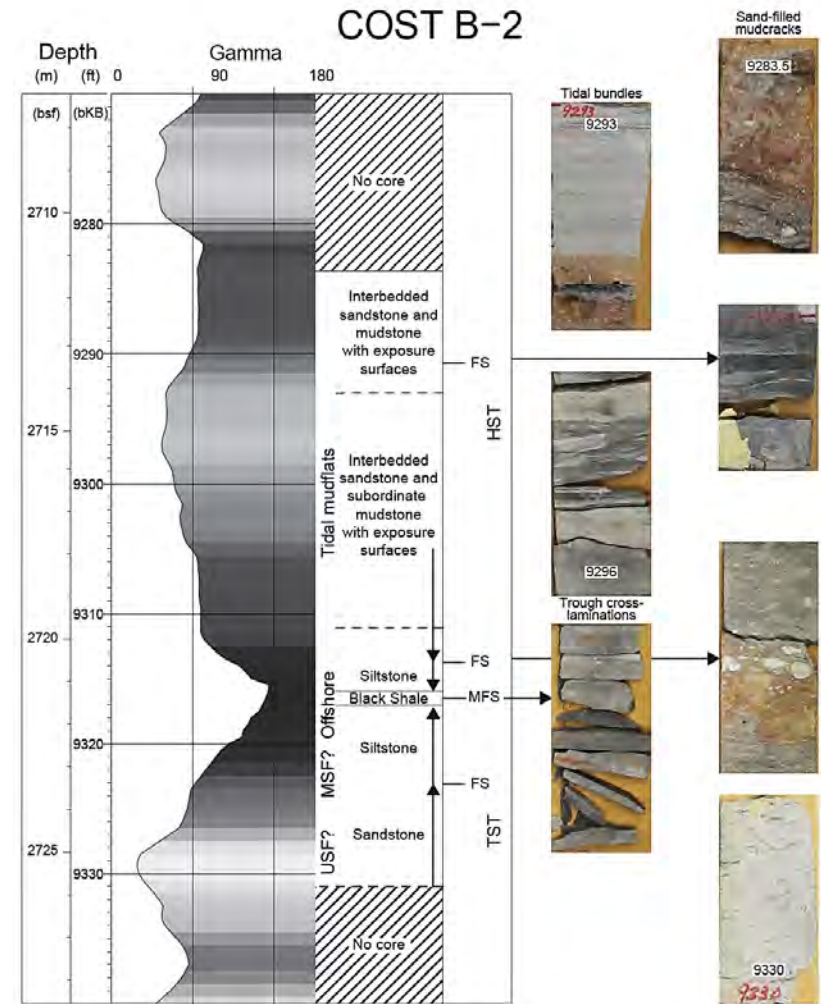 COST B-2
Depth
(m) (ft)
Gamma
0 90 180
(bsf) (bKB)
Sand-filled
mudcracks
9283.5
Tidal bundles
9293
9293
No core
2710
9280
Interbedded
sandstone and
mudstone
with exposure
surfaces
9290
FS
HST
2715
9300
Tidal mudflats
Interbedded
sandstone and
subordinate
mudstone
with exposure
surfaces
9296
Trough cross-
laminations
9310
2720
FS
Siltstone
Black Shale
MFS
Offshore
9320
MSF?
Siltstone
FS
TST
USF?
Sandstone
2725
9330
No core
9330
9330